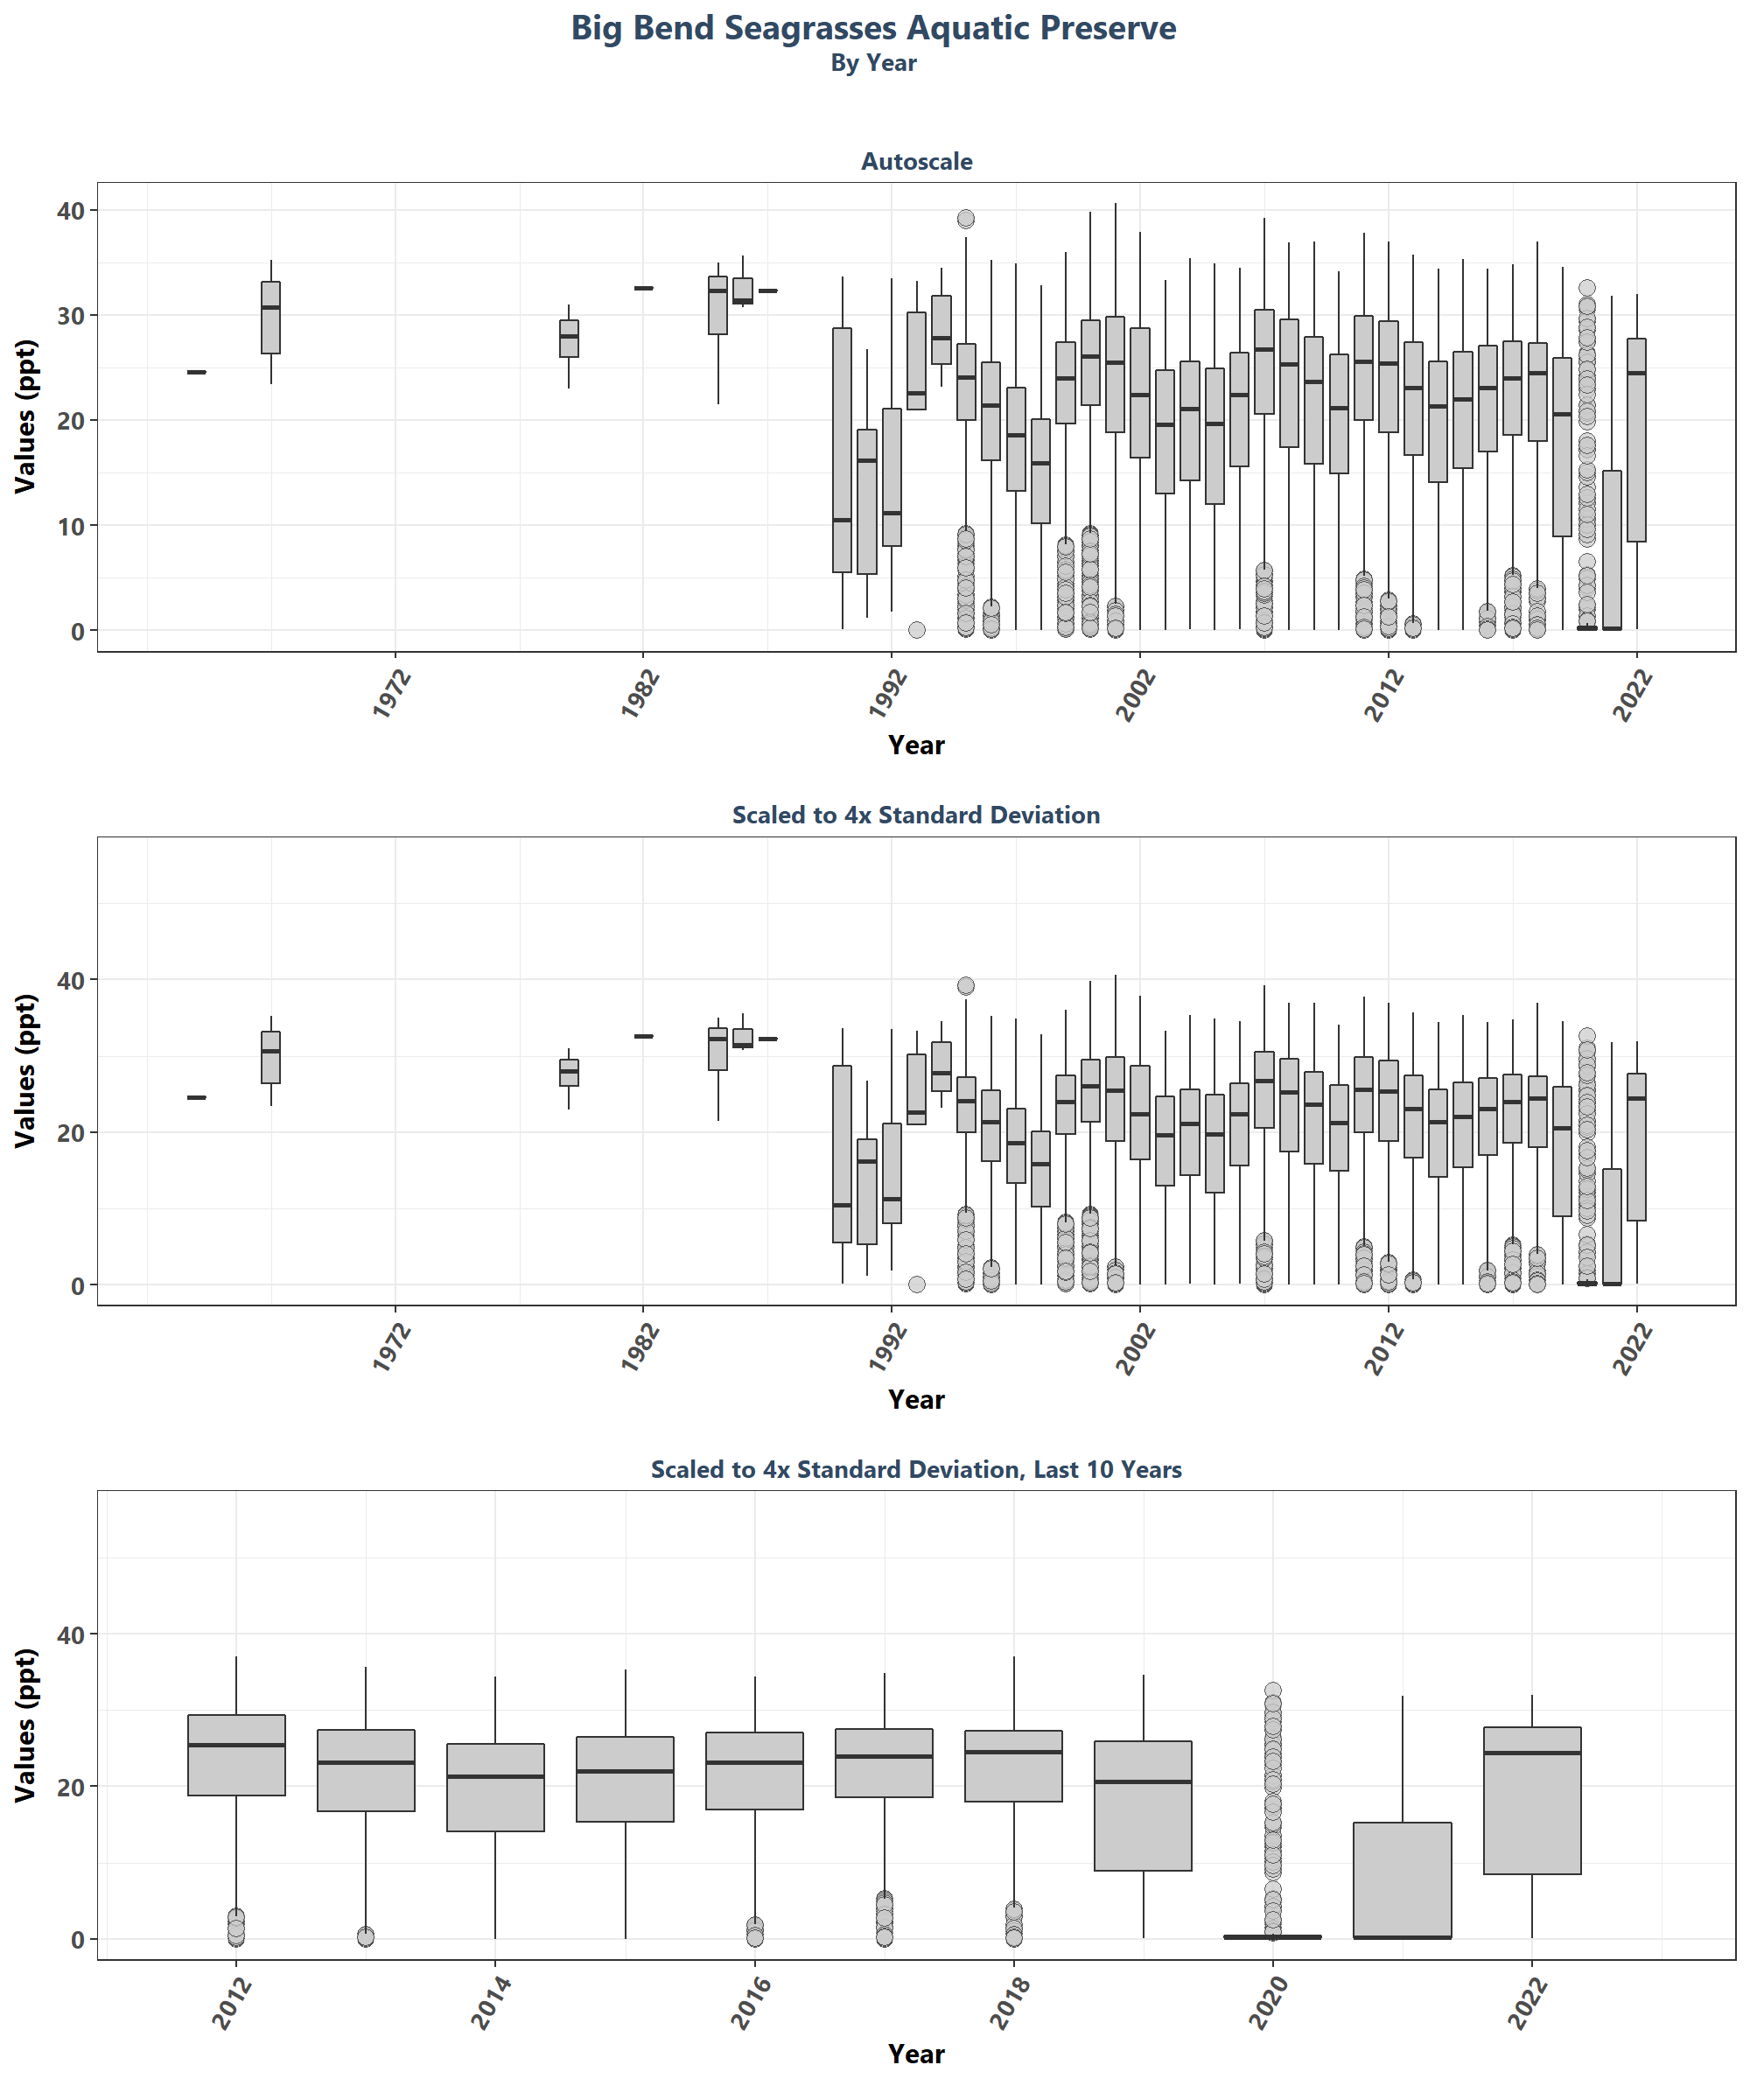 Big Bend Seagrasses Aquatic Preserve
By Year
Autoscale
Values (ppt)
40
30
20
10
0
1972
1982
1992
2002
2012
2022
Year
Scaled to 4x Standard Deviation
Values (ppt)
40
20
0
1972
1982
1992
2002
2012
2022
Year
Scaled to 4x Standard Deviation, Last 10 Years
Values (ppt)
40
20
0
2012
2014
2016
2018
2020
2022
Year